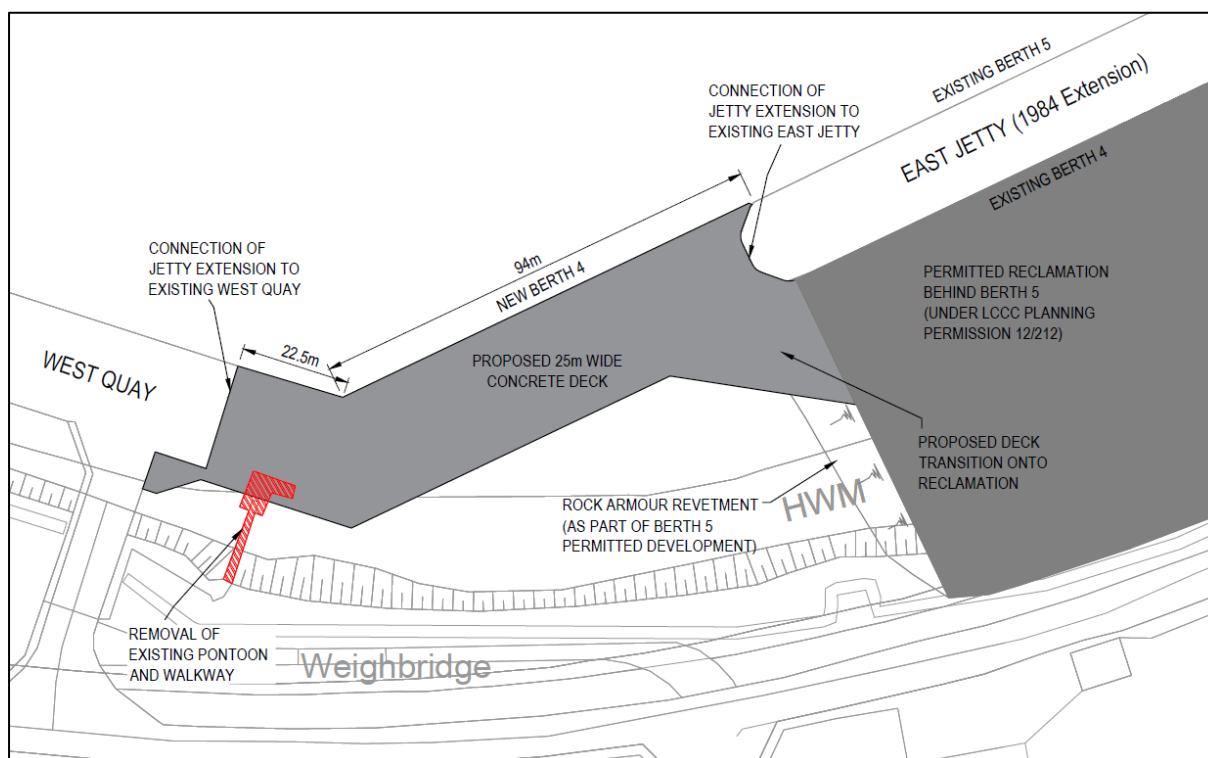 EXISTING BERTH 5
CONNECTION OF
JETTY EXTENSION TO
EXISTING EAST JETTY
EAST JETTY (1984 Extension)
EXISTING BERTH 4
CONNECTION OF
JETTY EXTENSION TO
EXISTING WEST QUAY
94m
NEW BERTH 4
PERMITTED RECLAMATION
BEHIND BERTH 5
(UNDER LCCC PLANNING
PERMISSION 12/212)
WEST QUAY
22.5m
PROPOSED 25m WIDE
CONCRETE DECK
PROPOSED DECK
TRANSITION ONTO
RECLAMATION
ROCK ARMOUR REVETMENT
(AS PART OF BERTH 5
PERMITTED DEVELOPMENT)
HWM
REMOVAL OF
EXISTING PONTOON
AND WALKWAY
Weighbridge